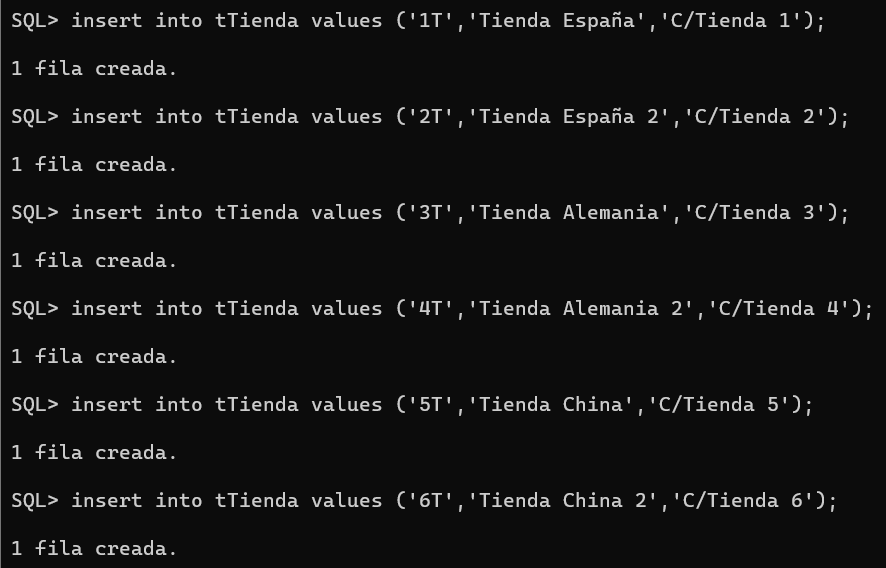 SQL> insert into tTienda values ('1T','Tienda España','C/Tienda 1');
1 fila creada.
SQL> insert into tTienda values ('2T','Tienda España 2','C/Tienda 2');
1 fila creada.
SQL> insert into tTienda values ('3T','Tienda Alemania','C/Tienda 3');
1 fila creada.
SQL> insert into tTienda values ('4T','Tienda Alemania 2','C/Tienda 4');
1 fila creada.
SQL> insert into tTienda values ('5T','Tienda China','C/Tienda 5');
1 fila creada.
SQL> insert into tTienda values ('6T','Tienda China 2','C/Tienda 6');
1 fila creada.